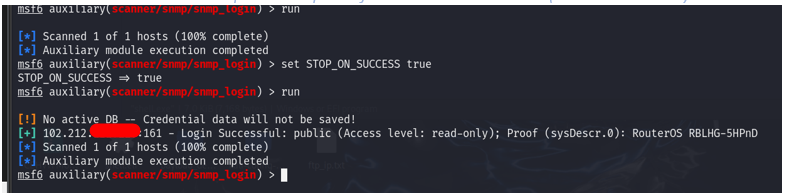 msf6 auxiliary(scanner/snmp/snmp_login) > run
[*] Scanned 1 of 1 hosts (100% complete)
[*] Auxiliary module execution completed
msf6 auxiliary(scanner/snmp/snmp_login) > set STOP_ON_SUCCESS true
STOP_ON_SUCCESS => true
msf6 auxiliary(scanner/snmp/snmp_login) > run
[!] No active DB -- Credential data will not be saved!
[+] 102.212. :161 - Login Successful: public (Access level: read-only); Proof (sysDescr.0): RouterOS RBLHG-5HPnD
[*] Scanned 1 of 1 hosts (100% complete)
[*] Auxiliary module execution completed
msf6 auxiliary(scanner/snmp/snmp_login) >